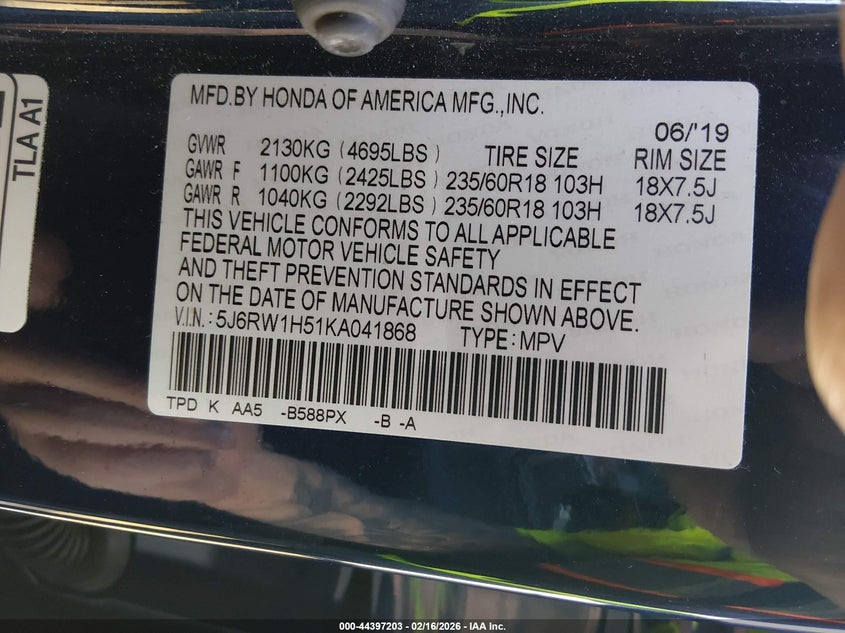 TLA A1
MFD.BY HONDA OF AMERICA MFG.,INC.
06/'19
GVWR 2130KG (4695LBS) TIRE SIZE RIM SIZE
GAWR F 1100KG (2425LBS) 235/60R18 103H 18X7.5J
GAWR R 1040KG (2292LBS) 235/60R18 103H 18X7.5J
THIS VEHICLE CONFORMS TO ALL APPLICABLE
FEDERAL MOTOR VEHICLE SAFETY
AND THEFT PREVENTION STANDARDS IN EFFECT
ON THE DATE OF MANUFACTURE SHOWN ABOVE.
V.I.N.:5J6RW1H51KA041868 TYPE:MPV
TPD K AA5 -B588PX -B -A
000-44397203 - 02/16/2026 - IAA Inc.